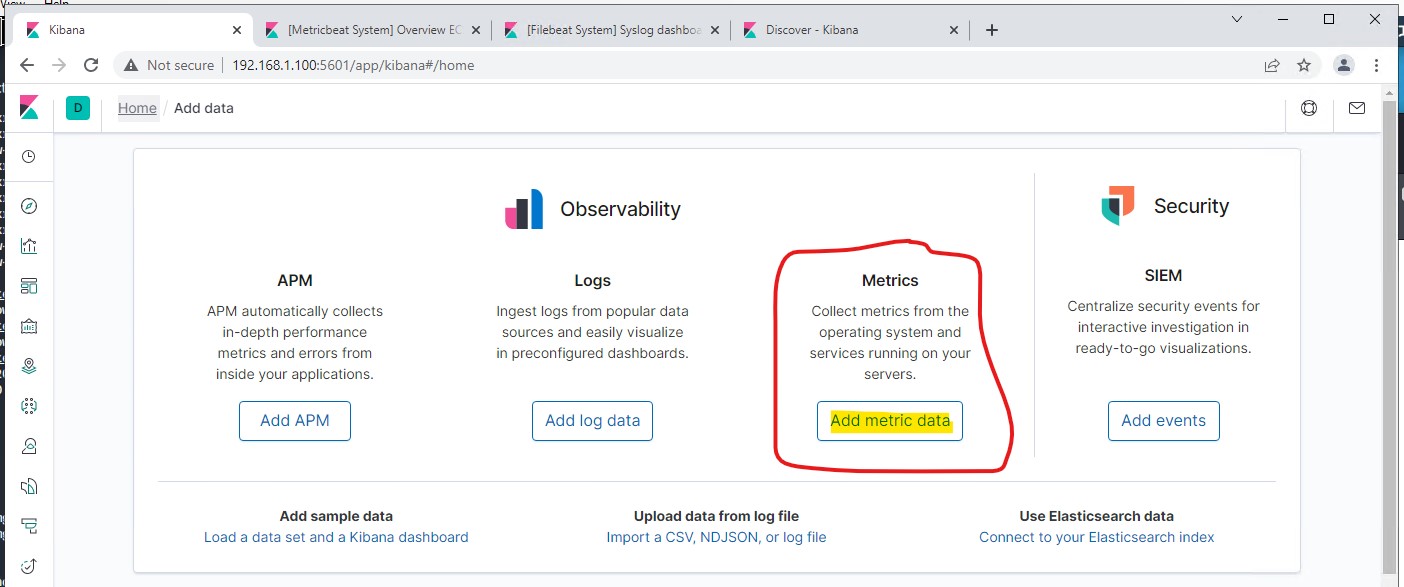 View Help
Kibana
[Metricbeat System] Overview EC
[Filebeat System] Syslog dashboa
Discover - Kibana
Not secure
192.168.1.100:5601/app/kibana#/home
D
Home / Add data
Observability
Security
APM
APM automatically collects
in-depth performance
metrics and errors from
inside your applications.
Add APM
Logs
Ingest logs from popular data
sources and easily visualize
in preconfigured dashboards.
Add log data
Metrics
Collect metrics from the
operating system and
services running on your
servers.
Add metric data
SIEM
Centralize security events for
interactive investigation in
ready-to-go visualizations.
Add events
Add sample data
Load a data set and a Kibana dashboard
Upload data from log file
Import a CSV, NDJSON, or log file
Use Elasticsearch data
Connect to your Elasticsearch index